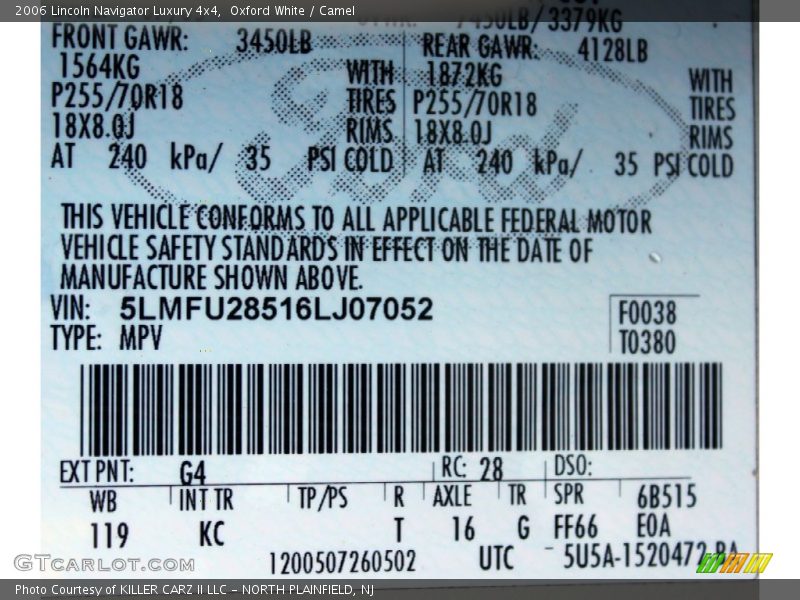 2006 Lincoln Navigator Luxury 4x4, Oxford White / Camel
7450LB/3379KG
FRONT GAWR: 3450LB REAR GAWR: 4128LB
1564KG WITH 1872KG WITH
P255/70R18 TIRES P255/70R18 TIRES
18X8.0J RIMS 18X8.0J RIMS
AT 240 kPa/ 35 PSI COLD AT 240 kPa/ 35 PSI COLD
Ford
THIS VEHICLE CONFORMS TO ALL APPLICABLE FEDERAL MOTOR
VEHICLE SAFETY STANDARDS IN EFFECT ON THE DATE OF
MANUFACTURE SHOWN ABOVE.
VIN: 5LMFU28516LJ07052 F0038
TYPE: MPV T0380
EXT PNT: G4 RC: 28 DSO:
WB INT TR TP/PS R AXLE TR SPR 6B515
119 KC T 16 G FF66 E0A
1200507260502 UTC 5U5A-1520472-BA
GTCarLot.com
Photo Courtesy of KILLER CARZ II LLC - NORTH PLAINFIELD, NJ